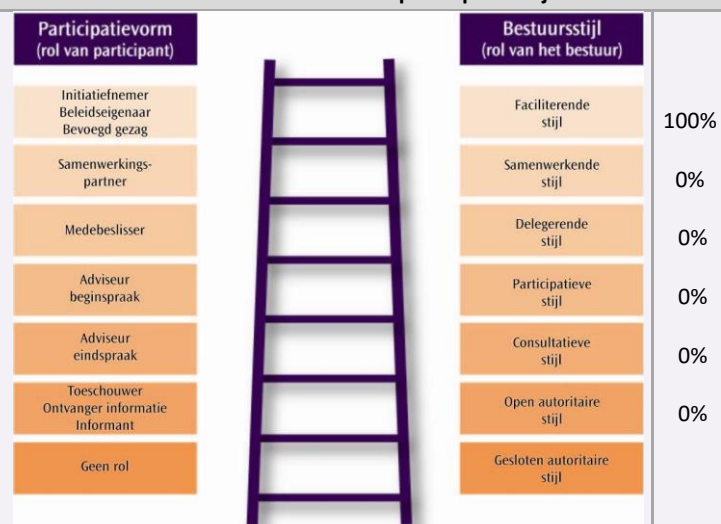 Participatievorm
(rol van participant)
Bestuursstijl
(rol van het bestuur)
Initiatiefnemer
Beleidseigenaar
Bevoegd gezag
Faciliterende
stijl
100%
Samenwerkings-
partner
Samenwerkende
stijl
0%
Medebeslisser
Delegerende
stijl
0%
Adviseur
beginspraak
Participatieve
stijl
0%
Adviseur
eindspraak
Consultatieve
stijl
0%
Toeschouwer
Ontvanger informatie
Informant
Open autoritaire
stijl
0%
Geen rol
Gesloten autoritaire
stijl